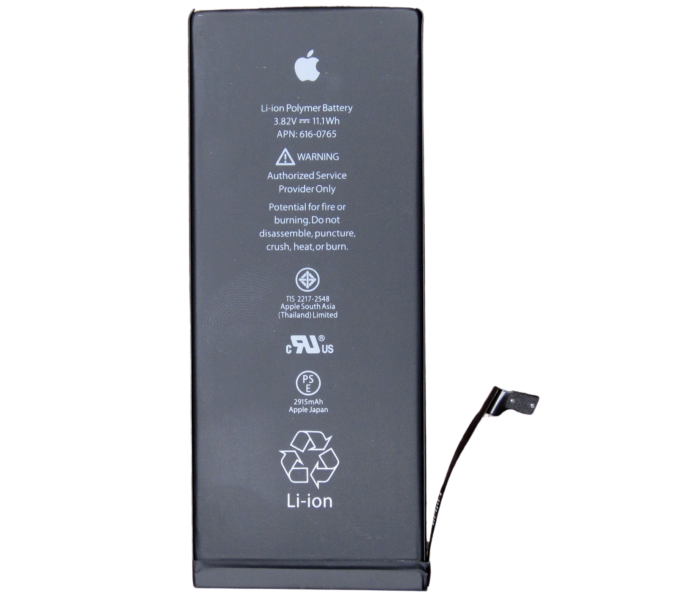 Li-ion Polymer Battery
3.82V ⎓ 11.1Wh
APN: 616-0765
WARNING
Authorized Service
Provider Only
Potential for fire or
burning. Do not
disassemble, puncture,
crush, heat, or burn.
TIS 2217-2548
Apple South Asia
(Thailand) Limited
c RU® US
PS
E
2915mAh
Apple Japan
Li-ion